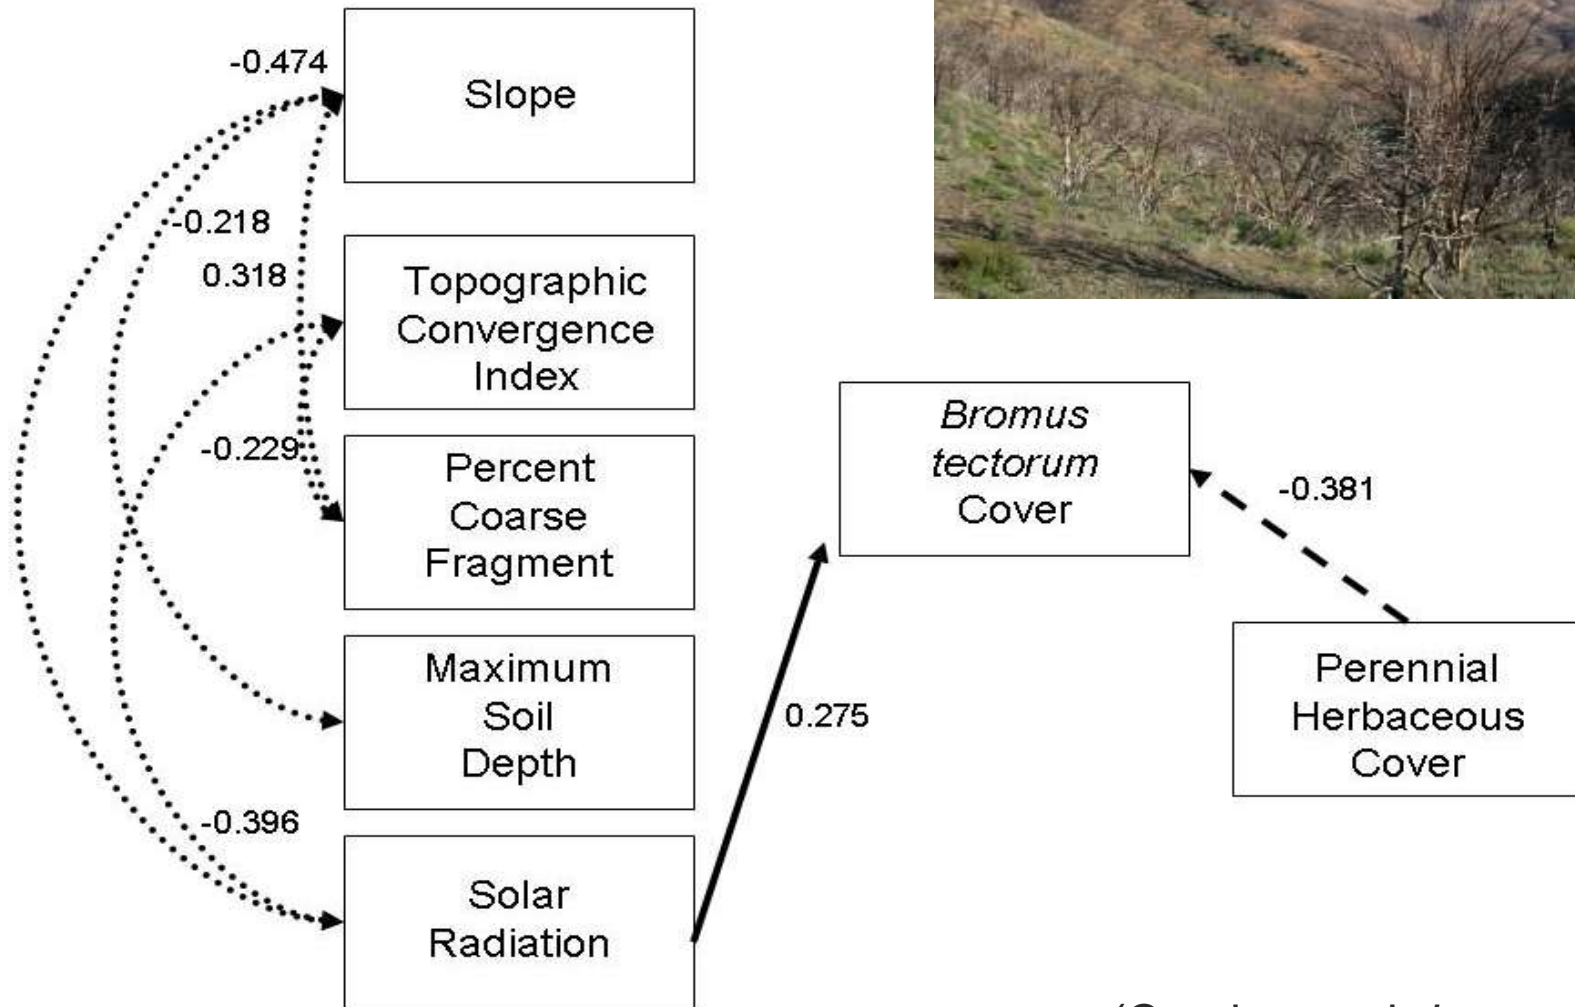 -0.474
Slope
-0.218
0.318
Topographic
Convergence
Index
-0.229
Percent
Coarse
Fragment
Maximum
Soil
Depth
-0.396
Solar
Radiation
0.275
Bromus
tectorum
Cover
-0.381
Perennial
Herbaceous
Cover